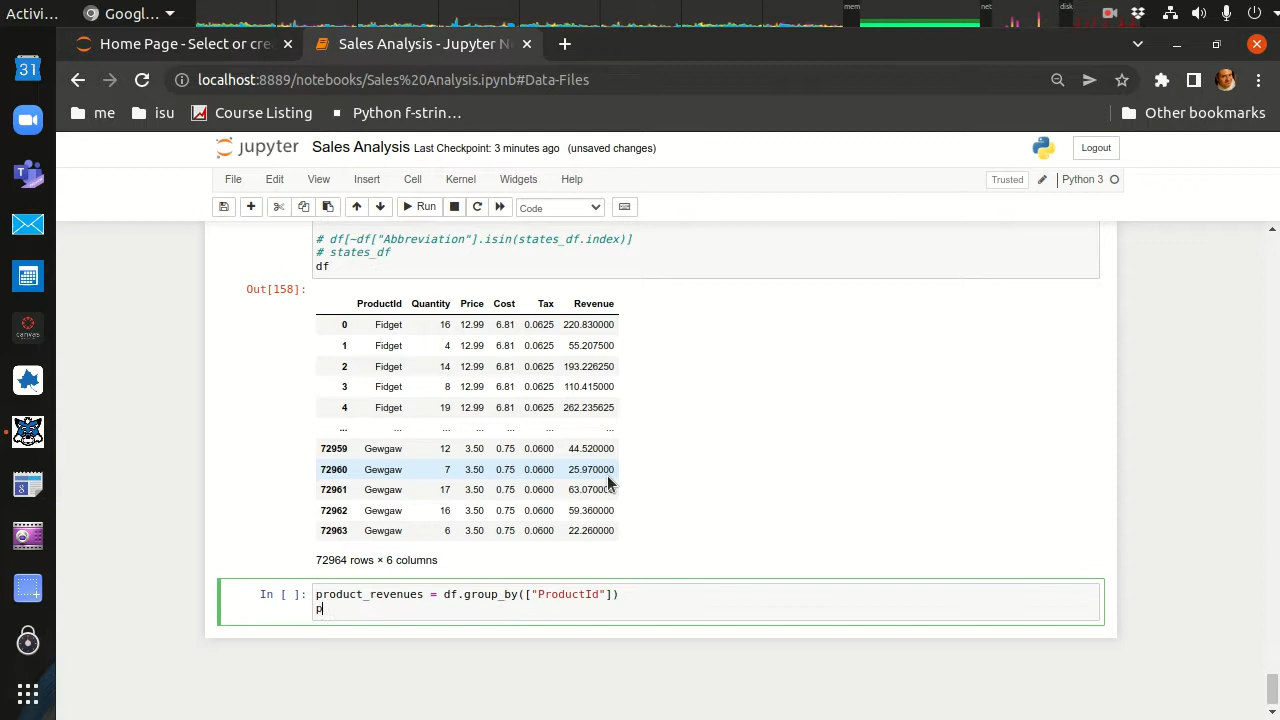 Activi... Googl... mem net disk
Home Page - Select or cre Sales Analysis - Jupyter N
localhost:8889/notebooks/Sales%20Analysis.ipynb#Data-Files
me isu Course Listing Python f-strin... Other bookmarks
31
jupyter Sales Analysis Last Checkpoint: 3 minutes ago (unsaved changes) Logout
File Edit View Insert Cell Kernel Widgets Help Trusted Python 3
Run Code
canvas
# df[~df["Abbreviation"].isin(states_df.index)]
# states_df
df
Out[158]:
ProductId Quantity Price Cost Tax Revenue
0 Fidget 16 12.99 6.81 0.0625 220.830000
1 Fidget 4 12.99 6.81 0.0625 55.207500
2 Fidget 14 12.99 6.81 0.0625 193.226250
3 Fidget 8 12.99 6.81 0.0625 110.415000
4 Fidget 19 12.99 6.81 0.0625 262.235625
... ... ... ... ... ... ...
72959 Gewgaw 12 3.50 0.75 0.0600 44.520000
72960 Gewgaw 7 3.50 0.75 0.0600 25.970000
72961 Gewgaw 17 3.50 0.75 0.0600 63.070000
72962 Gewgaw 16 3.50 0.75 0.0600 59.360000
72963 Gewgaw 6 3.50 0.75 0.0600 22.260000
72964 rows × 6 columns
In [ ]: product_revenues = df.group_by(["ProductId"])
p